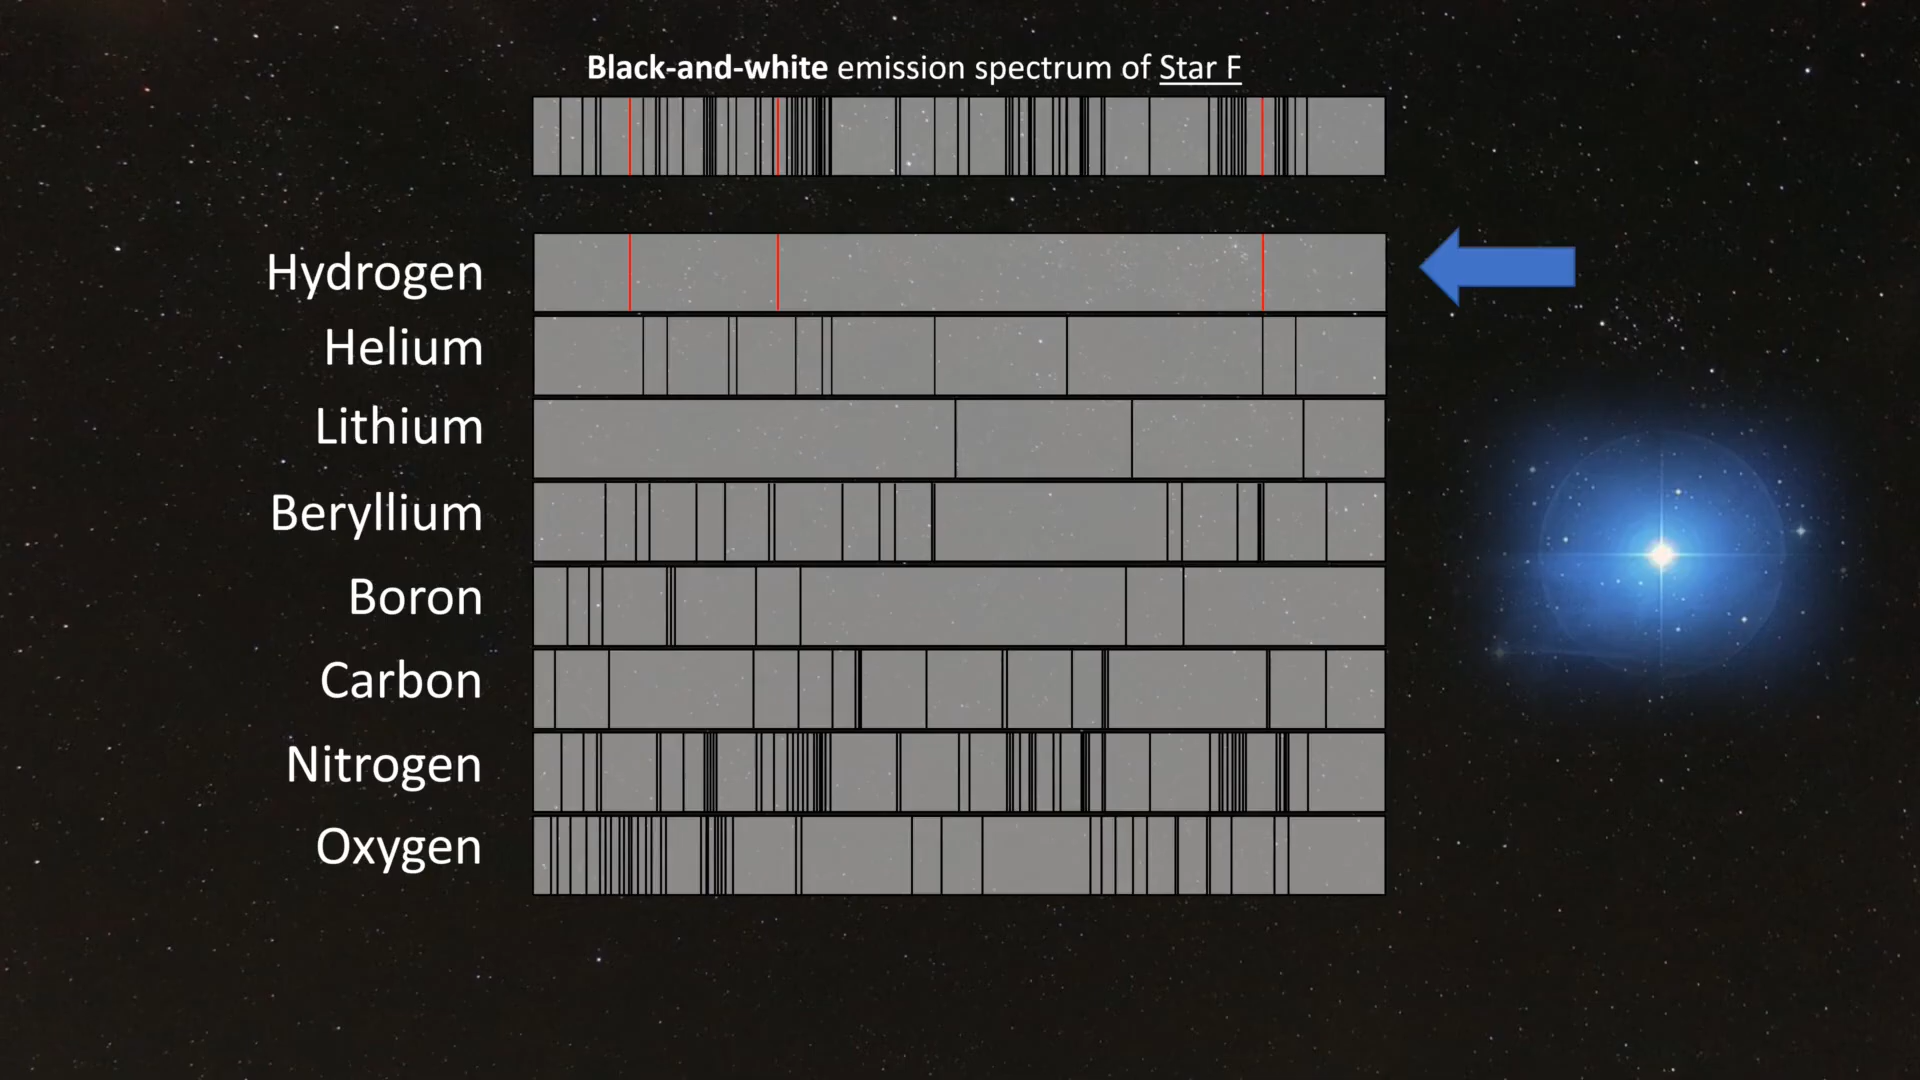 Black-and-white emission spectrum of Star F
Hydrogen
Helium
Lithium
Beryllium
Boron
Carbon
Nitrogen
Oxygen